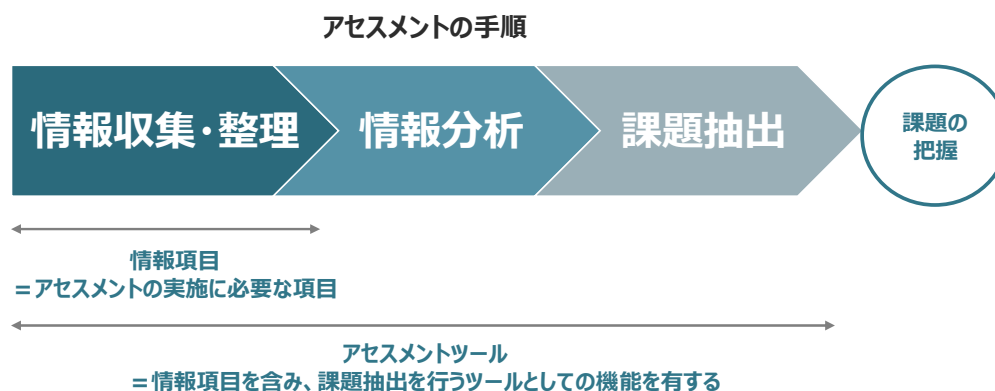 アセスメントの手順
情報収集・整理
情報分析
課題抽出
課題の
把握
情報項目
＝アセスメントの実施に必要な項目
アセスメントツール
＝情報項目を含み、課題抽出を行うツールとしての機能を有する